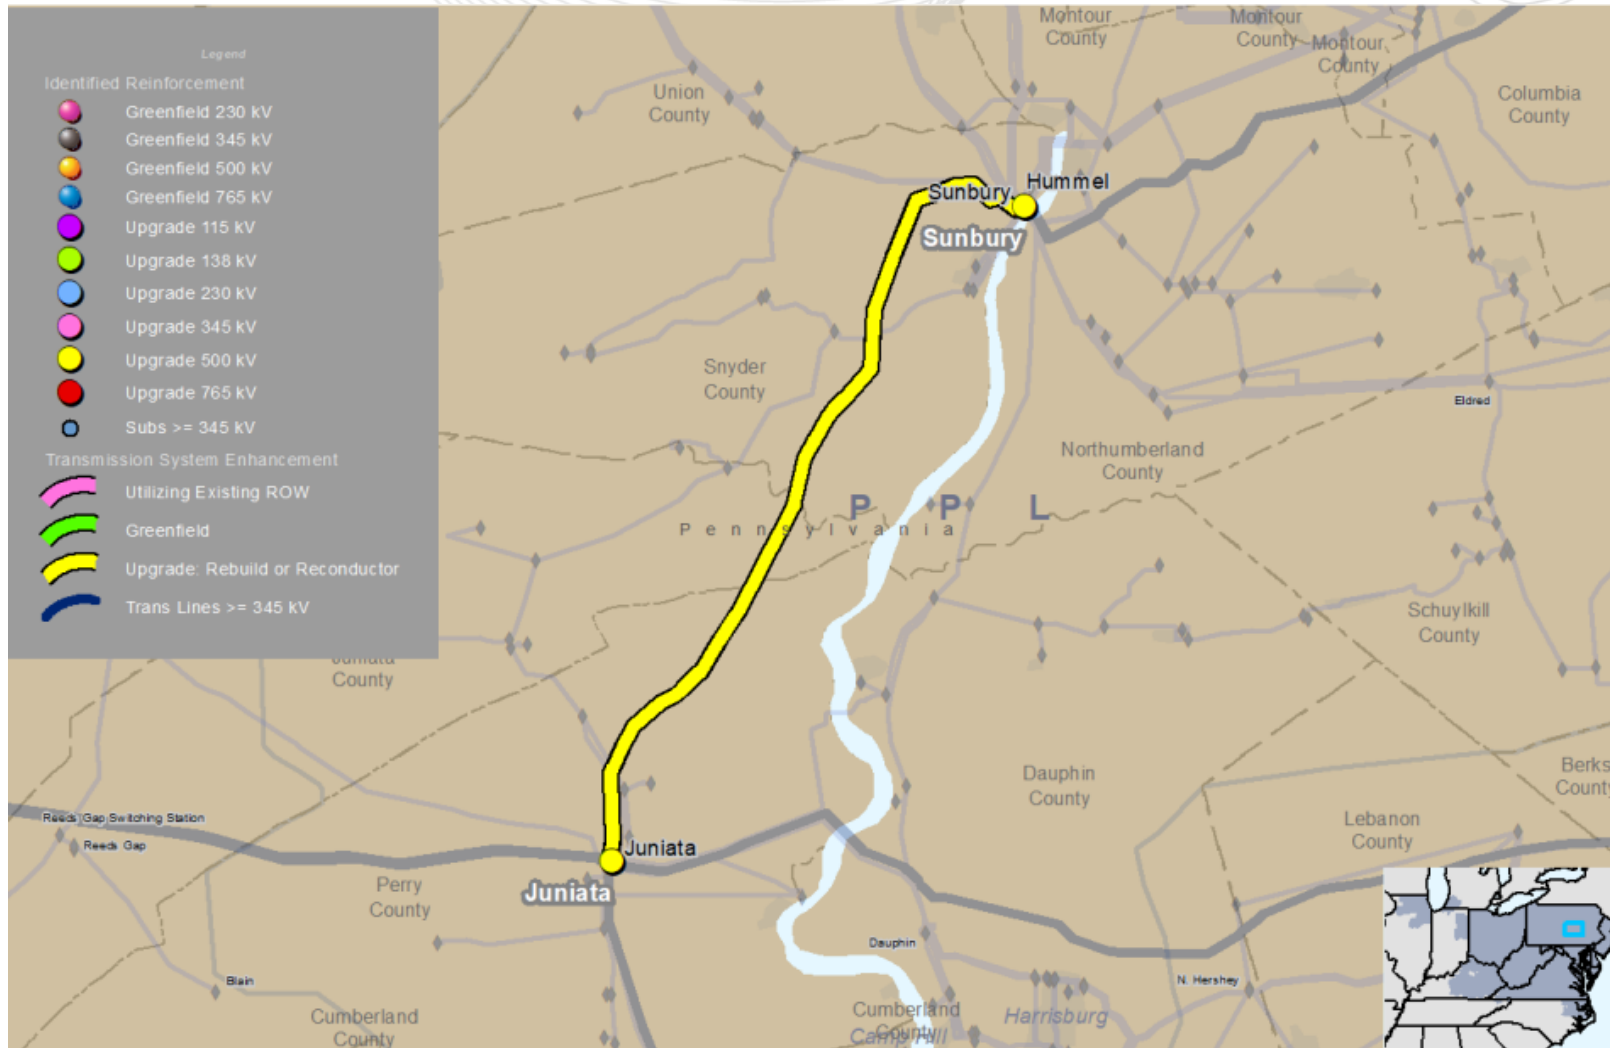 Legend
Identified Reinforcement
Greenfield 230 kV
Greenfield 345 kV
Greenfield 500 kV
Greenfield 765 kV
Upgrade 115 kV
Upgrade 138 kV
Upgrade 230 kV
Upgrade 345 kV
Upgrade 500 kV
Upgrade 765 kV
Subs >= 345 kV
Transmission System Enhancement
Utilizing Existing ROW
Greenfield
Upgrade: Rebuild or Reconductor
Trans Lines >= 345 kV
Montour
County
Montour
County
Montour
County
Union
County
Columbia
County
Sunbury
Hummel
Sunbury
Snyder
County
Eldred
Northumberland
County
P P L
Pennsylvania
Schuylkill
County
Juniata
County
Dauphin
County
Berks
County
Lebanon
County
Reeds Gap Switching Station
Reeds Gap
Juniata
Juniata
Perry
County
Dauphin
Blain
N. Hershey
Cumberland
County
Cumberland
County
Camp Hill
Harrisburg